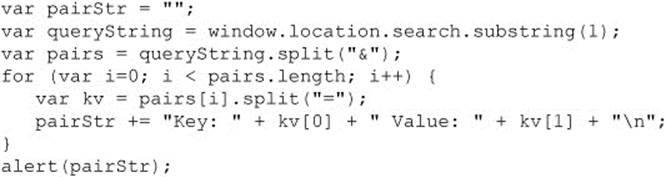 var pairStr = "";
var queryString = window.location.search.substring(1);
var pairs = queryString.split("&");
for (var i=0; i < pairs.length; i++) {
   var kv = pairs[i].split("=");
   pairStr += "Key: " + kv[0] + " Value: " + kv[1] + "\n";
}
alert(pairStr);